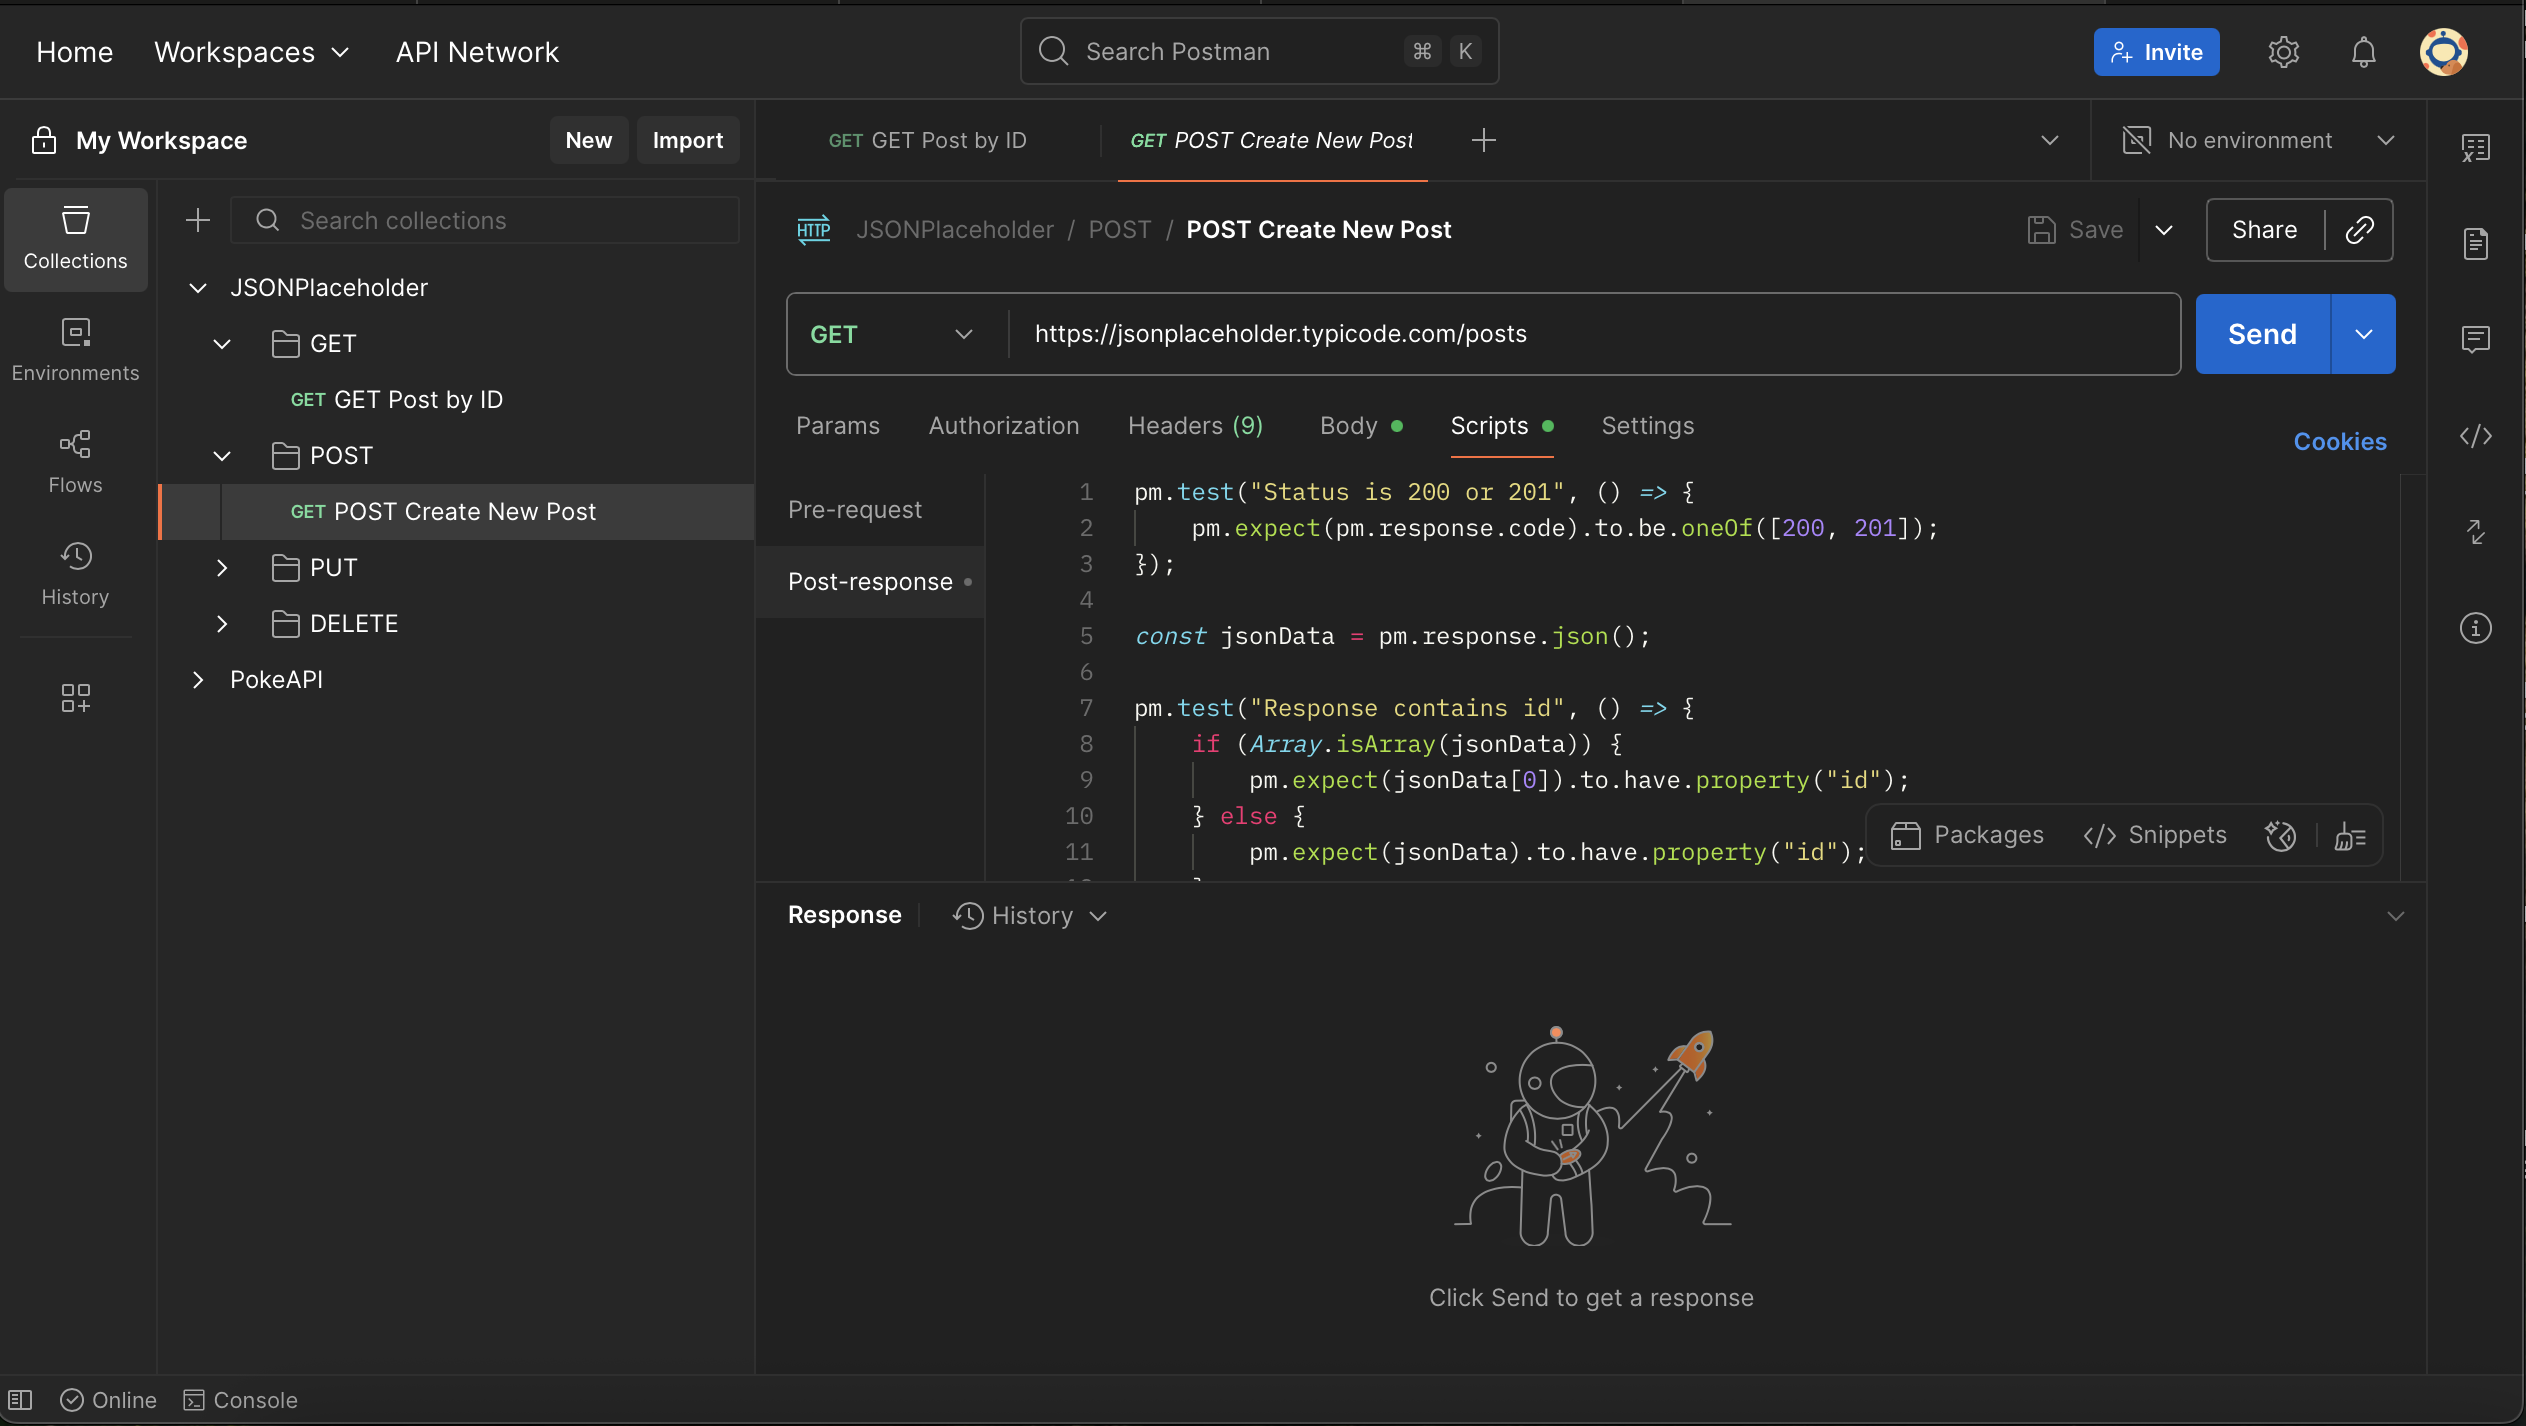 Home Workspaces API Network
Search Postman ⌘ K
Invite
My Workspace New Import
GET GET Post by ID
GET POST Create New Post
No environment
Collections
Environments
Flows
History
Search collections
JSONPlaceholder
GET
GET GET Post by ID
POST
GET POST Create New Post
PUT
DELETE
PokeAPI
HTTP JSONPlaceholder / POST / POST Create New Post
Save Share
GET https://jsonplaceholder.typicode.com/posts Send
Params Authorization Headers (9) Body Scripts Settings
Cookies
Pre-request
Post-response
1 pm.test("Status is 200 or 201", () => {
2 pm.expect(pm.response.code).to.be.oneOf([200, 201]);
3 });
4
5 const jsonData = pm.response.json();
6
7 pm.test("Response contains id", () => {
8 if (Array.isArray(jsonData)) {
9 pm.expect(jsonData[0]).to.have.property("id");
10 } else {
11 pm.expect(jsonData).to.have.property("id");
Packages Snippets
Response History
Click Send to get a response
Online Console